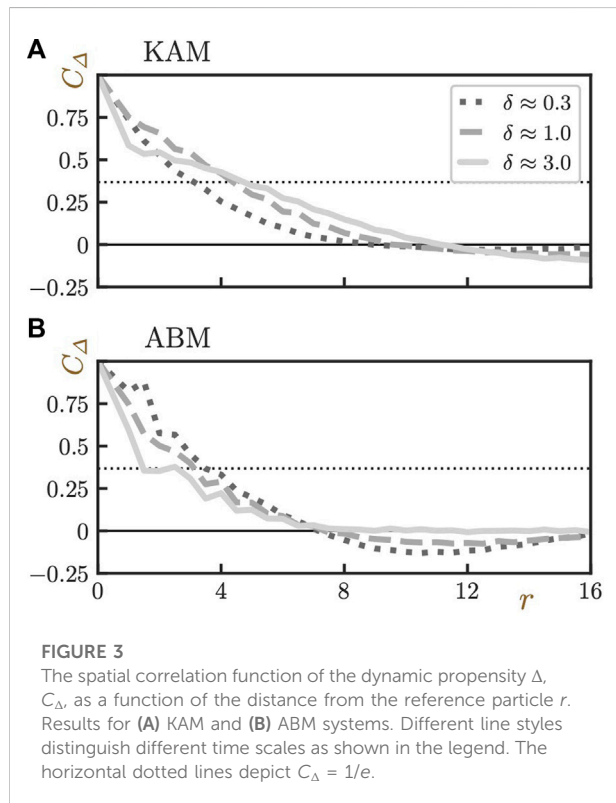 A KAM
C_Δ
0.75
0.5
0.25
0
−0.25
δ ≈ 0.3
δ ≈ 1.0
δ ≈ 3.0
B ABM
C_Δ
0.75
0.5
0.25
0
−0.25
0 4 8 12 16
r
FIGURE 3
The spatial correlation function of the dynamic propensity Δ,
C_Δ, as a function of the distance from the reference particle r.
Results for (A) KAM and (B) ABM systems. Different line styles
distinguish different time scales as shown in the legend. The
horizontal dotted lines depict C_Δ = 1/e.